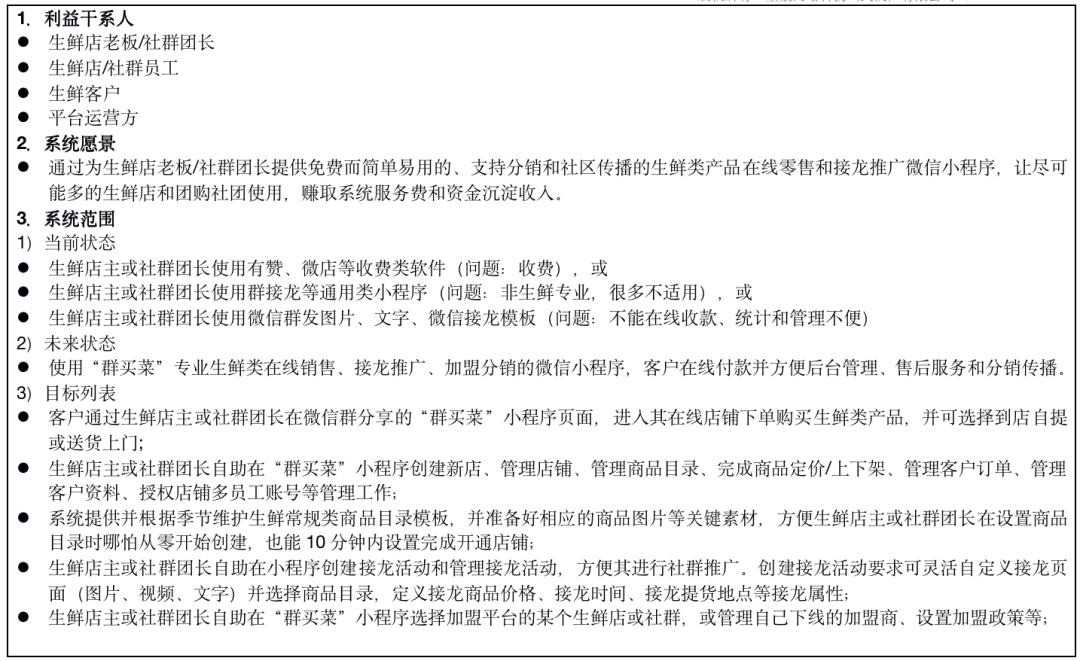 1. 利益干系人
● 生鲜店老板/社群团长
● 生鲜店/社群员工
● 生鲜客户
● 平台运营方
2. 系统愿景
● 通过为生鲜店老板/社群团长提供免费而简单易用的、支持分销和社区传播的生鲜类产品在线零售和接龙推广微信小程序，让尽可
能多的生鲜店和团购社团使用，赚取系统服务费和资金沉淀收入。
3. 系统范围
1) 当前状态
● 生鲜店主或社群团长使用有赞、微店等收费类软件（问题：收费），或
● 生鲜店主或社群团长使用群接龙等通用类小程序（问题：非生鲜专业，很多不适用），或
● 生鲜店主或社群团长使用微信群发图片、文字、微信接龙模板（问题：不能在线收款、统计和管理不便）
2) 未来状态
● 使用“群买菜”专业生鲜类在线销售、接龙推广、加盟分销的微信小程序，客户在线付款并方便后台管理、售后服务和分销传播。
3) 目标列表
● 客户通过生鲜店主或社群团长在微信群分享的“群买菜”小程序页面，进入其在线店铺下单购买生鲜类产品，并可选择到店自提
或送货上门；
● 生鲜店主或社群团长自助在“群买菜”小程序创建新店、管理店铺、管理商品目录、完成商品定价/上下架、管理客户订单、管理
客户资料、授权店铺多员工账号等管理工作；
● 系统提供并根据季节维护生鲜常规类商品目录模板，并准备好相应的商品图片等关键素材，方便生鲜店主或社群团长在设置商品
目录时哪怕从零开始创建，也能 10 分钟内设置完成开通店铺；
● 生鲜店主或社群团长自助在小程序创建接龙活动和管理接龙活动，方便其进行社群推广。创建接龙活动要求可灵活自定义接龙页
面（图片、视频、文字）并选择商品目录，定义接龙商品价格、接龙时间、接龙提货地点等接龙属性；
● 生鲜店主或社群团长自助在“群买菜”小程序选择加盟平台的某个生鲜店或社群，或管理自己下线的加盟商、设置加盟政策等；